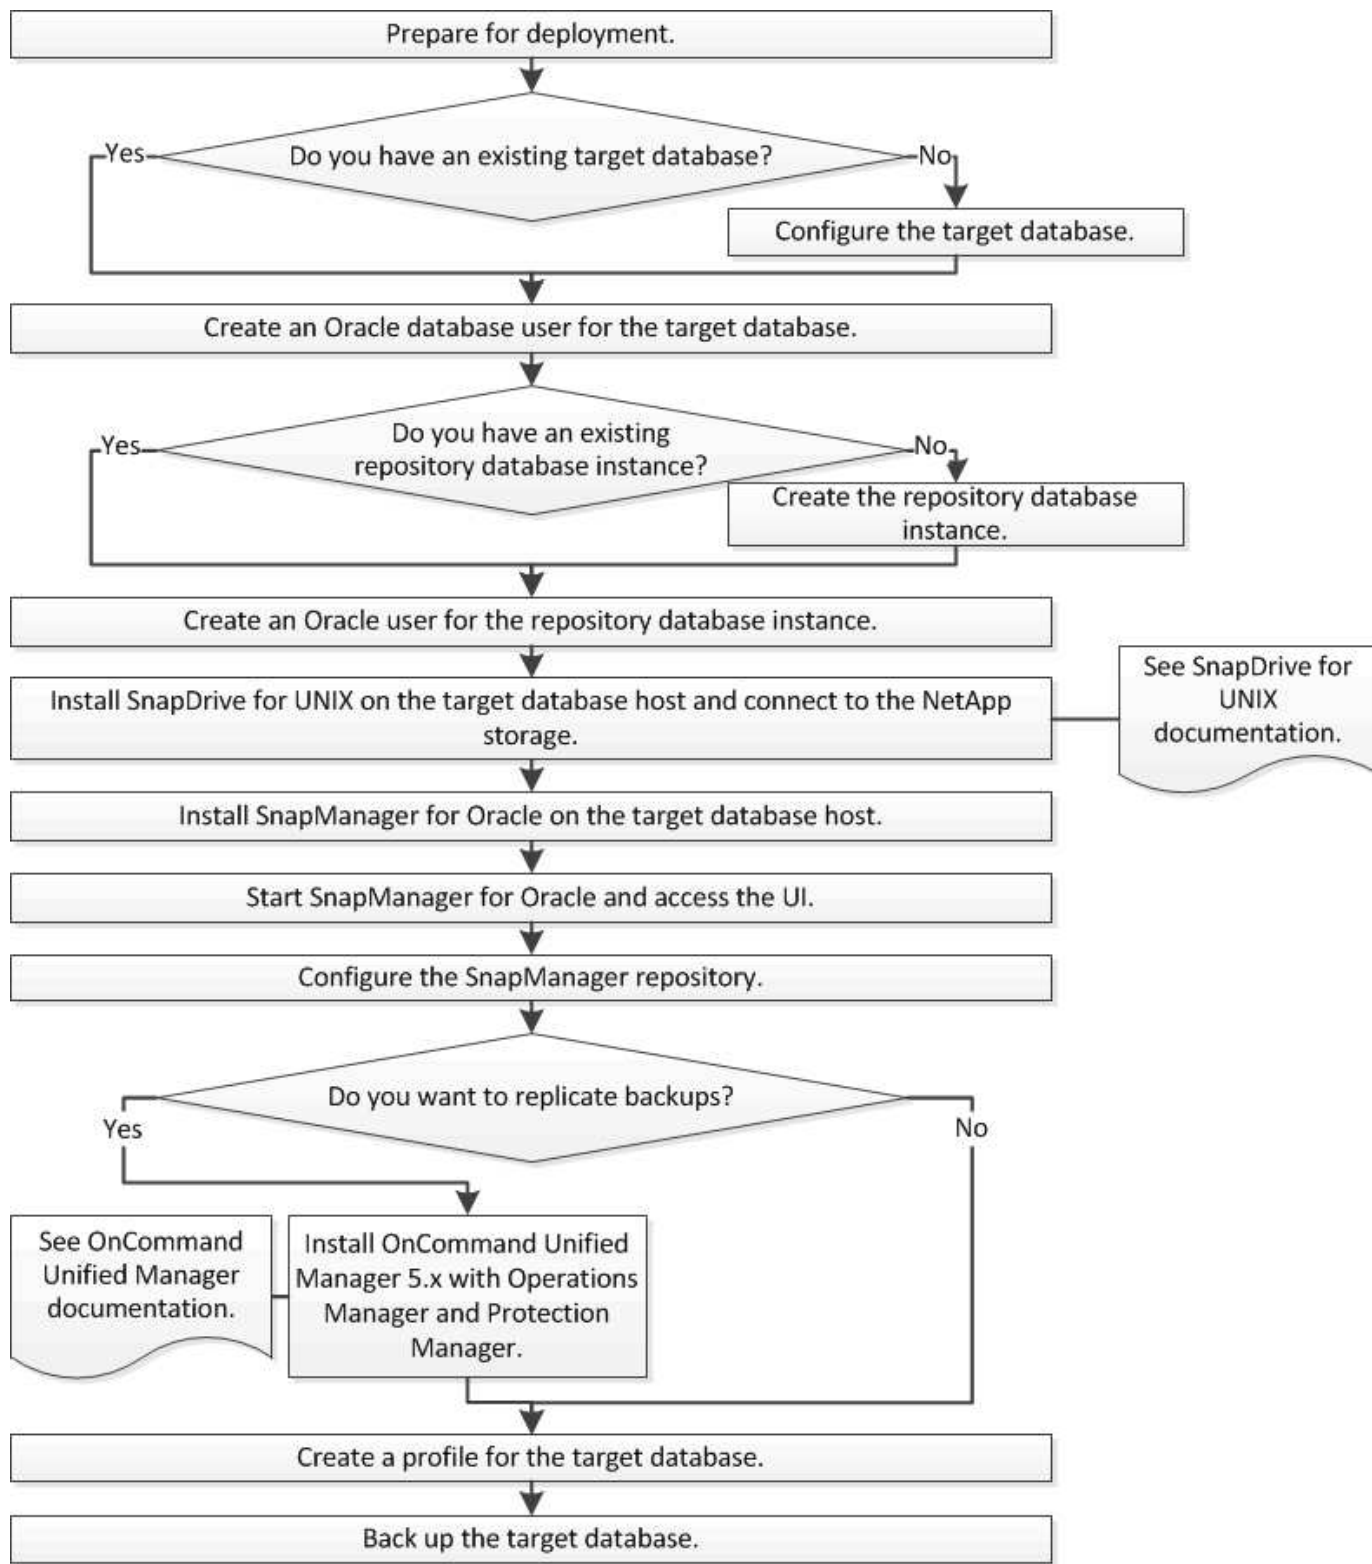 Prepare for deployment.
Do you have an existing target database?
Yes
No
Configure the target database.
Create an Oracle database user for the target database.
Do you have an existing
repository database instance?
Yes
No
Create the repository database
instance.
Create an Oracle user for the repository database instance.
Install SnapDrive for UNIX on the target database host and connect to the NetApp
storage.
See SnapDrive for
UNIX
documentation.
Install SnapManager for Oracle on the target database host.
Start SnapManager for Oracle and access the UI.
Configure the SnapManager repository.
Do you want to replicate backups?
Yes
No
See OnCommand
Unified Manager
documentation.
Install OnCommand Unified
Manager 5.x with Operations
Manager and Protection
Manager.
Create a profile for the target database.
Back up the target database.